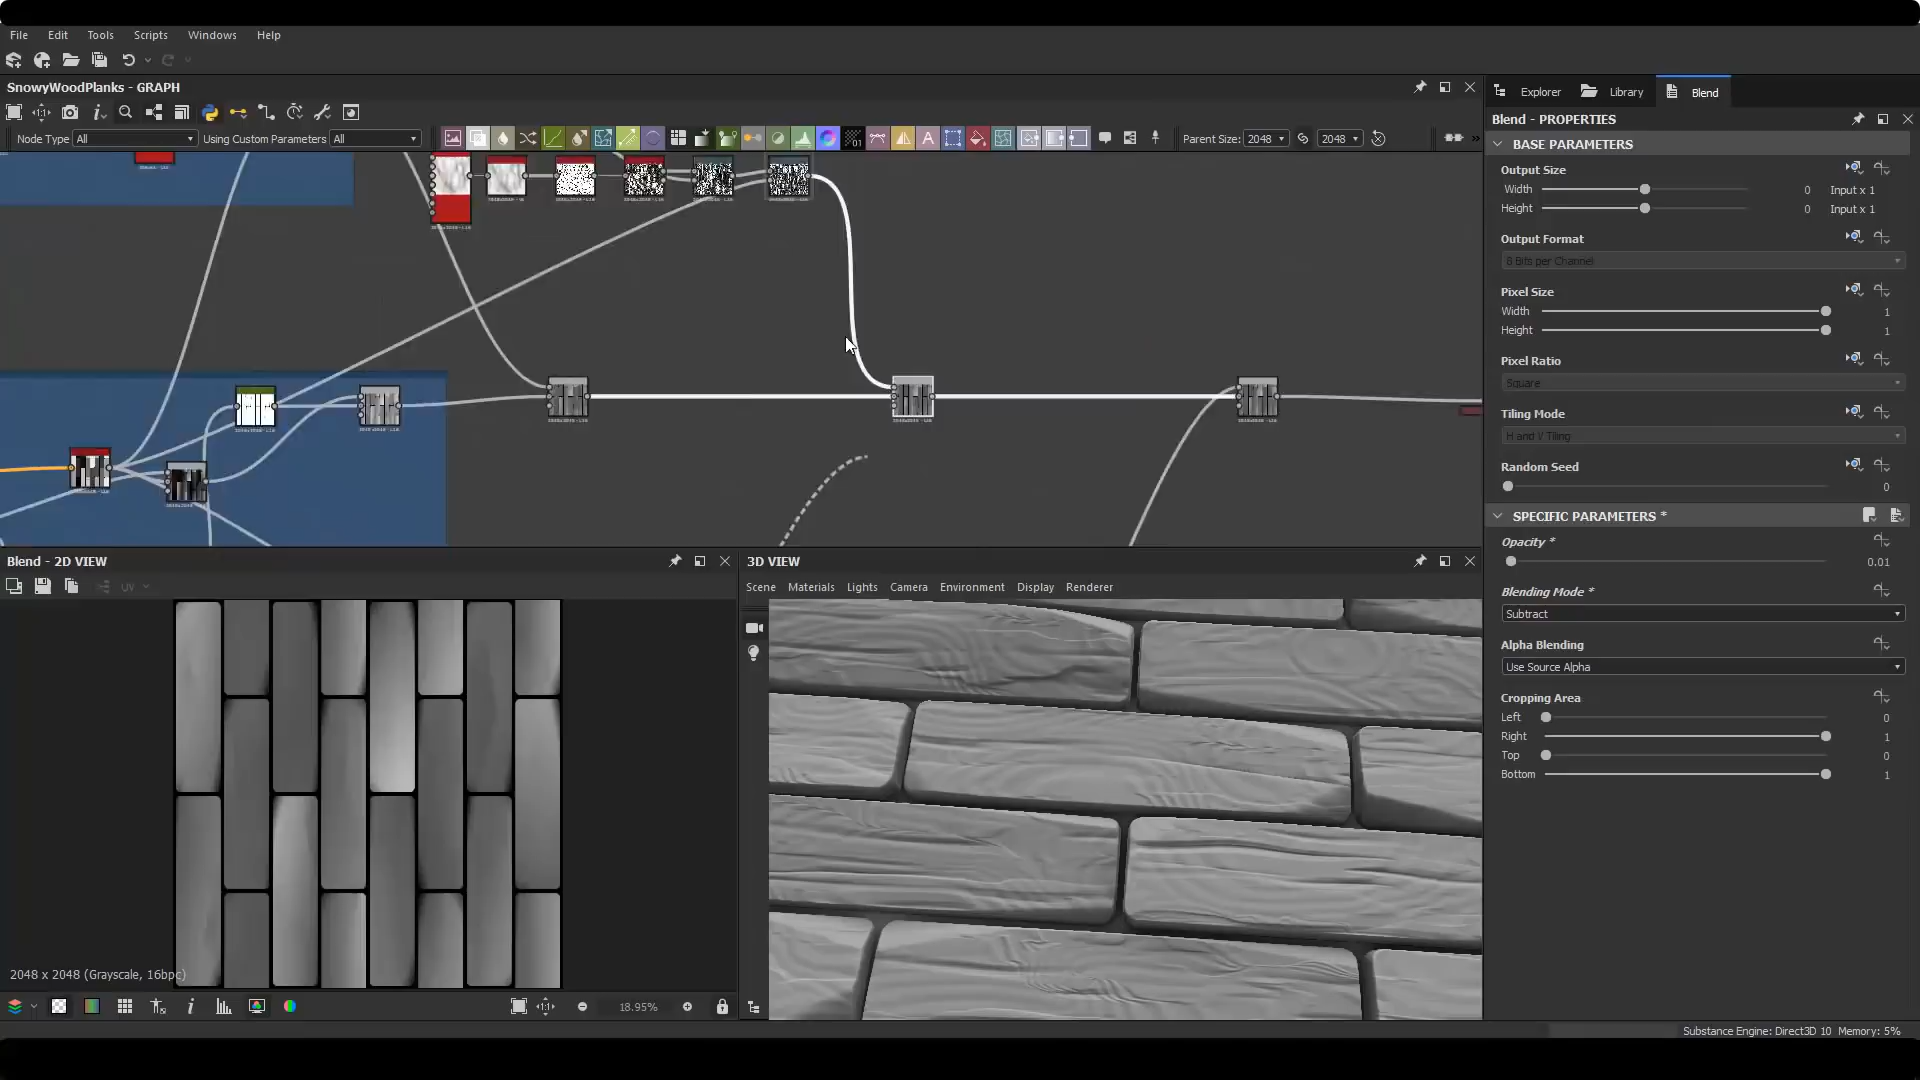 File Edit Tools Scripts Windows Help
SnowyWoodPlanks - GRAPH
Node Type All Using Custom Parameters All Parent Size: 2048 2048
Explorer Library Blend
Blend - PROPERTIES
BASE PARAMETERS
Output Size
Width 0 Input x 1
Height 0 Input x 1
Output Format
8 Bits per Channel
Pixel Size
Width 1
Height 1
Pixel Ratio
Square
Tiling Mode
H and V Tiling
Random Seed
0
SPECIFIC PARAMETERS *
Opacity *
0.01
Blending Mode *
Subtract
Alpha Blending
Use Source Alpha
Cropping Area
Left 0
Right 1
Top 0
Bottom 1
Blend - 2D VIEW
UV
2048 x 2048 (Grayscale, 16bpc)
18.95%
3D VIEW
Scene Materials Lights Camera Environment Display Renderer
Substance Engine: Direct3D 10 Memory: 5%